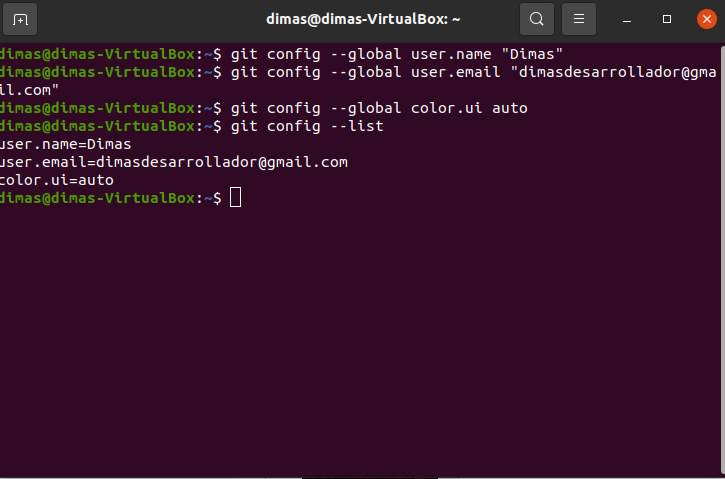 dimas@dimas-VirtualBox: ~
dimas@dimas-VirtualBox:~$ git config --global user.name "Dimas"
dimas@dimas-VirtualBox:~$ git config --global user.email "dimasdesarrollador@gma
il.com"
dimas@dimas-VirtualBox:~$ git config --global color.ui auto
dimas@dimas-VirtualBox:~$ git config --list
user.name=Dimas
user.email=dimasdesarrollador@gmail.com
color.ui=auto
dimas@dimas-VirtualBox:~$